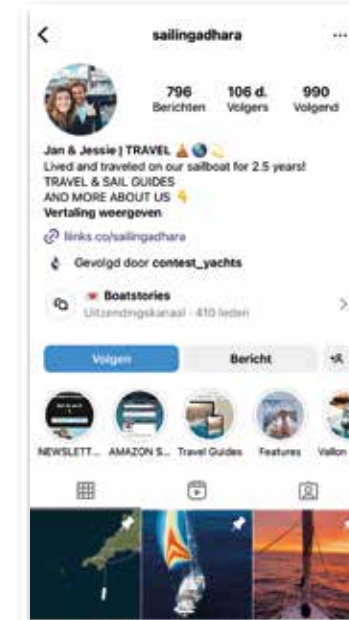 sailingadhara
796 106 d. 990
Berichten Volgers Volgend
Jan & Jessie | TRAVEL ⛵🌎💫
Lived and traveled on our sailboat for 2.5 years!
TRAVEL & SAIL GUIDES
AND MORE ABOUT US 👇
Vertaling weergeven
liinks.co/sailingadhara
Gevolgd door contest_yachts
💌 Boatstories
Uitzendingskanaal · 410 leden
Volgen Bericht
NEWSLETT... AMAZON S... Travel Guides Features Vallon